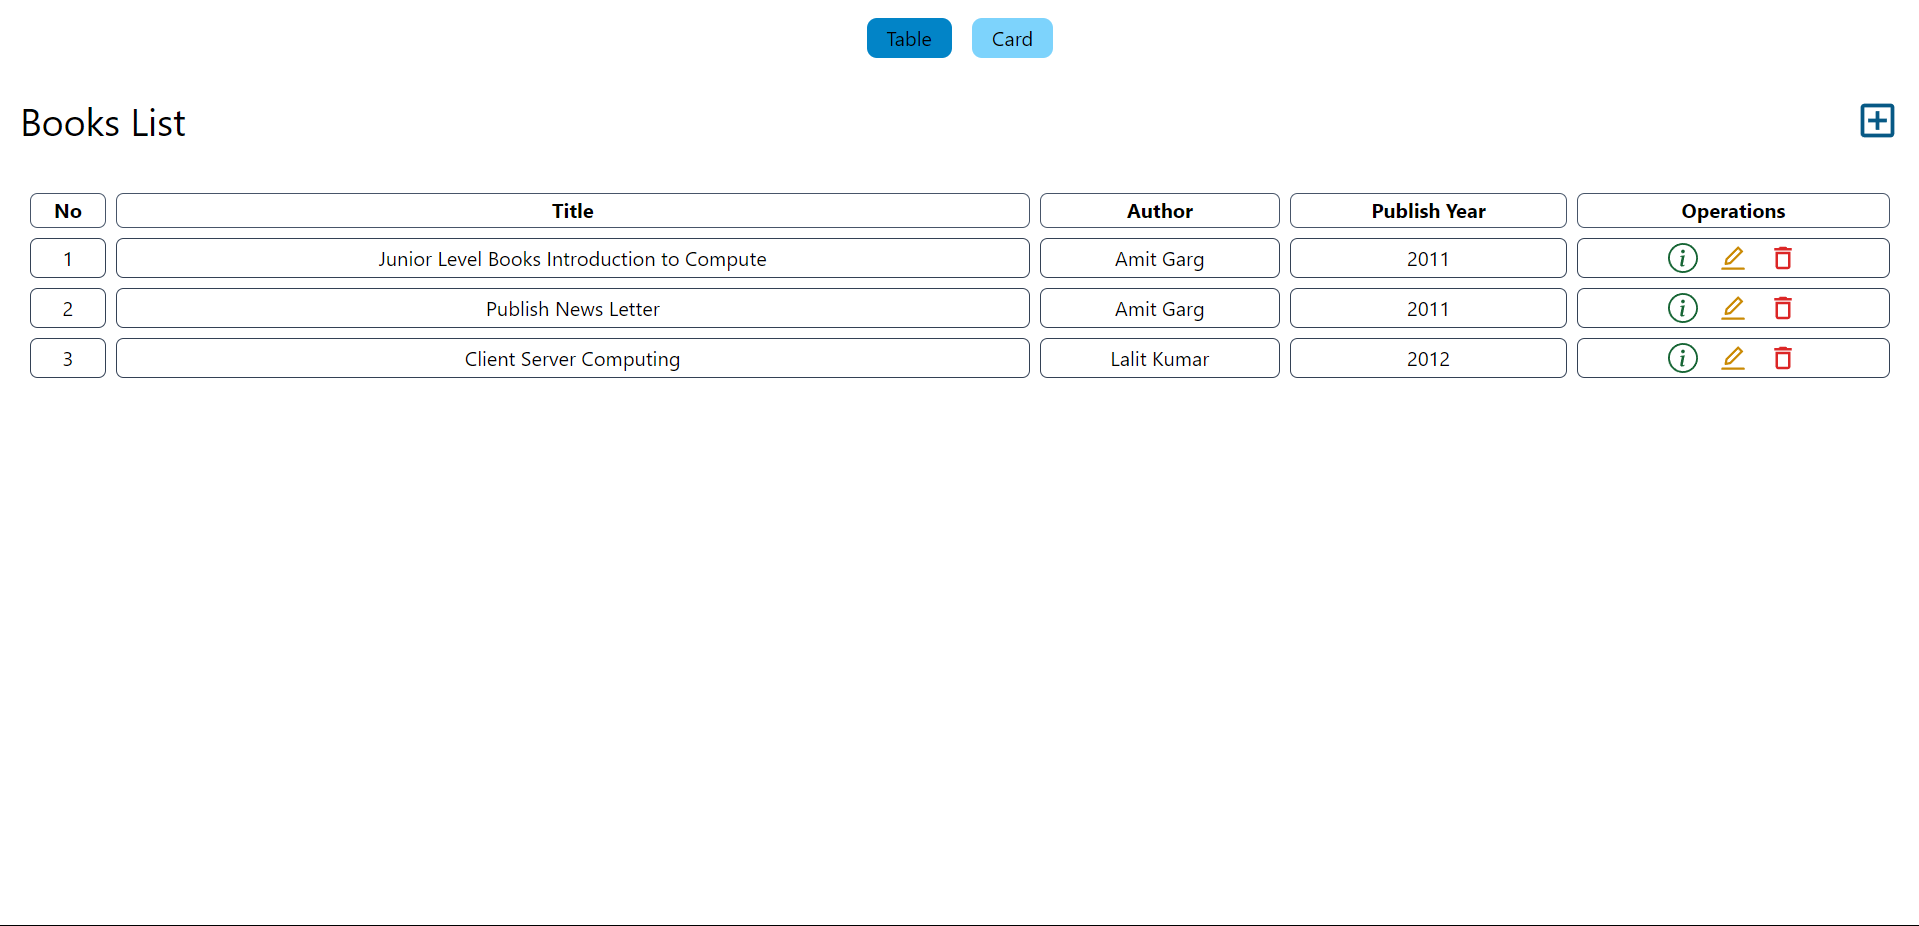 Table Card
Books List
No Title Author Publish Year Operations
1 Junior Level Books Introduction to Compute Amit Garg 2011
2 Publish News Letter Amit Garg 2011
3 Client Server Computing Lalit Kumar 2012